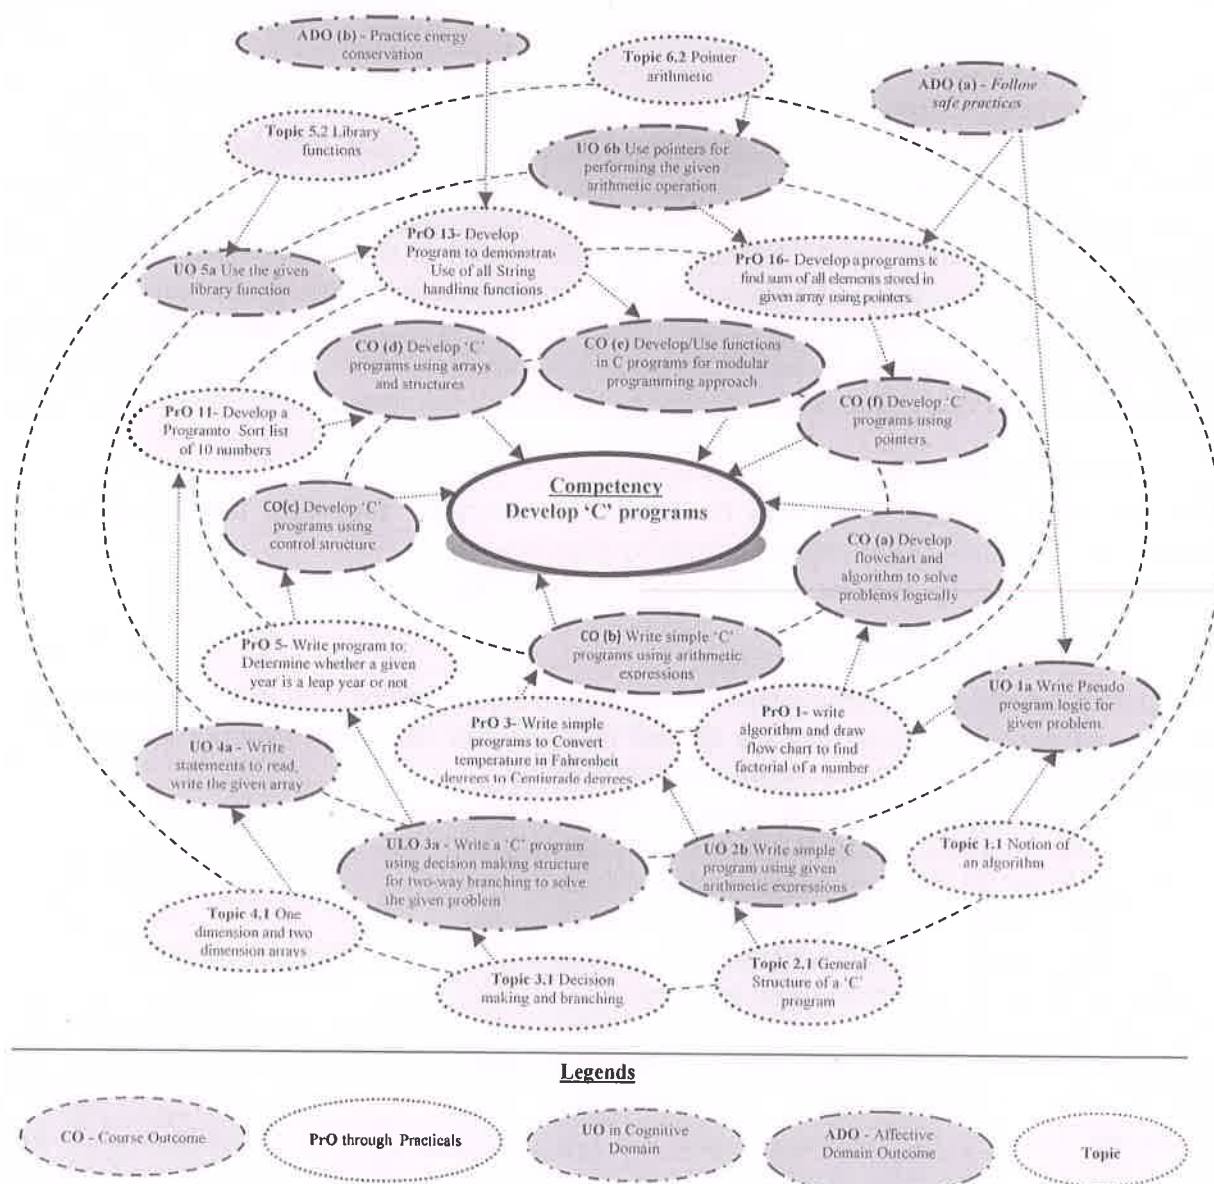 ADO (b) - Practice energy
conservation
Topic 6.2 Pointer
arithmetic
ADO (a) - Follow
safe practices
Topic 5.2 Library
functions
UO 6b Use pointers for
performing the given
arithmetic operation
PrO 13- Develop
Program to demonstrate
Use of all String
handling functions
PrO 16- Develop a programs to
find sum of all elements stored in
given array using pointers.
UO 5a Use the given
library function
CO (d) Develop ‘C’
programs using arrays
and structures
CO (e) Develop/Use functions
in C programs for modular
programming approach
CO (f) Develop ‘C’
programs using
pointers.
PrO 11- Develop a
Programto Sort list
of 10 numbers
Competency
Develop ‘C’ programs
CO(c) Develop ‘C’
programs using
control structure
CO (a) Develop
flowchart and
algorithm to solve
problems logically
CO (b) Write simple ‘C’
programs using arithmetic
expressions
PrO 5- Write program to:
Determine whether a given
year is a leap year or not
UO 1a Write Pseudo
program logic for
given problem.
PrO 3- Write simple
programs to Convert
temperature in Fahrenheit
degrees to Centigrade degrees
PrO 1- write
algorithm and draw
flow chart to find
factorial of a number
UO 4a - Write
statements to read,
write the given array
ULO 3a - Write a ‘C’ program
using decision making structure
for two-way branching to solve
the given problem
UO 2b Write simple ‘C
program using given
arithmetic expressions
Topic 1.1 Notion of
an algorithm
Topic 4.1 One
dimension and two
dimension arrays
Topic 3.1 Decision
making and branching
Topic 2.1 General
Structure of a ‘C’
program
Legends
CO - Course Outcome
PrO through Practicals
UO in Cognitive
Domain
ADO - Affective
Domain Outcome
Topic